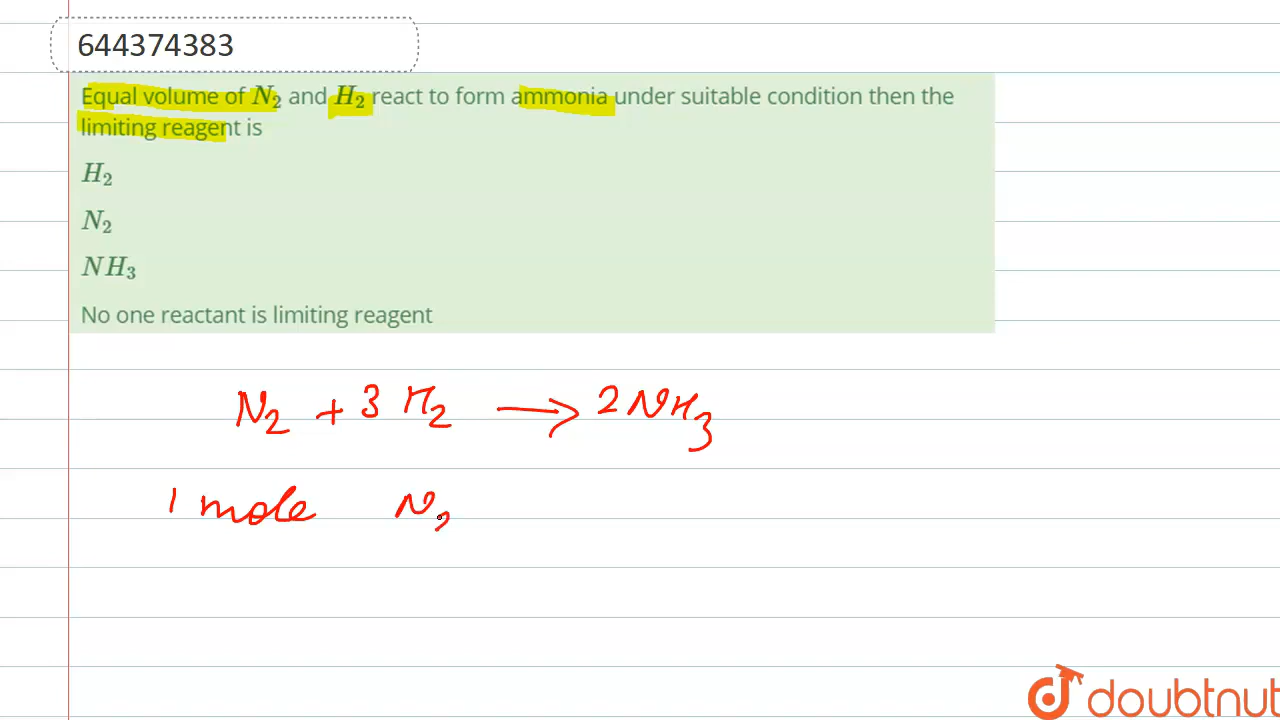 644374383
Equal volume of N₂ and H₂ react to form ammonia under suitable condition then the
limiting reagent is
H₂
N₂
NH₃
No one reactant is limiting reagent
N₂ + 3 H₂ → 2 NH₃
1 mole N₂
doubtnut